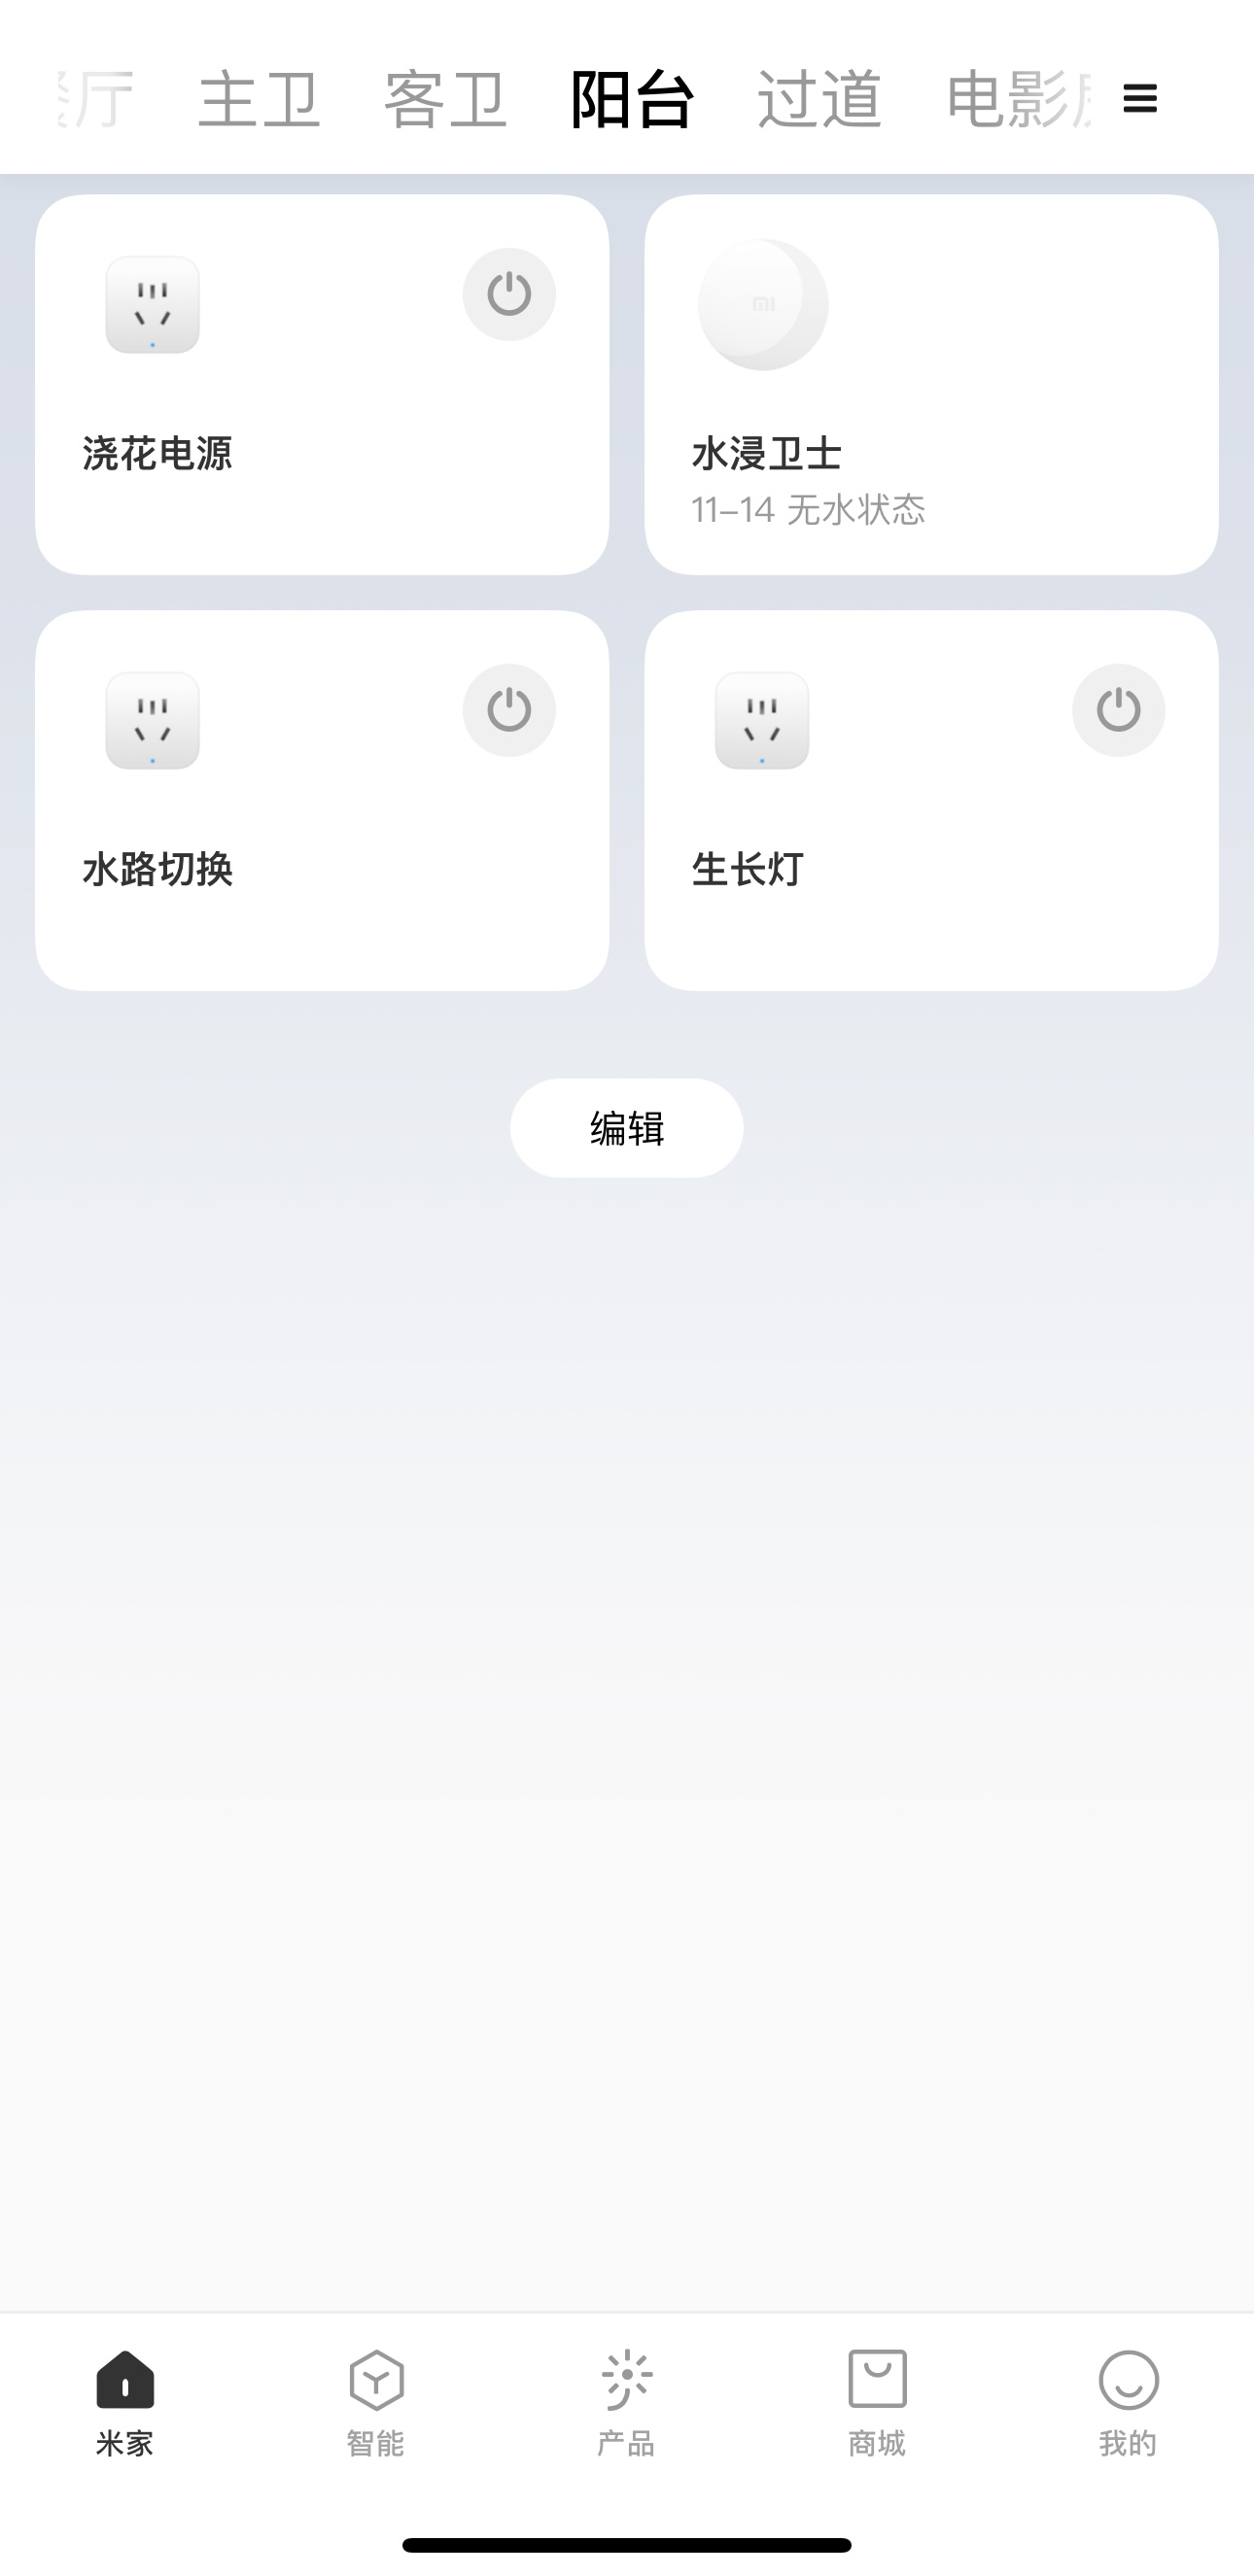 厅 主卫 客卫 阳台 过道 电影
浇花电源
mi
水浸卫士
11-14 无水状态
水路切换
生长灯
编辑
米家 智能 产品 商城 我的